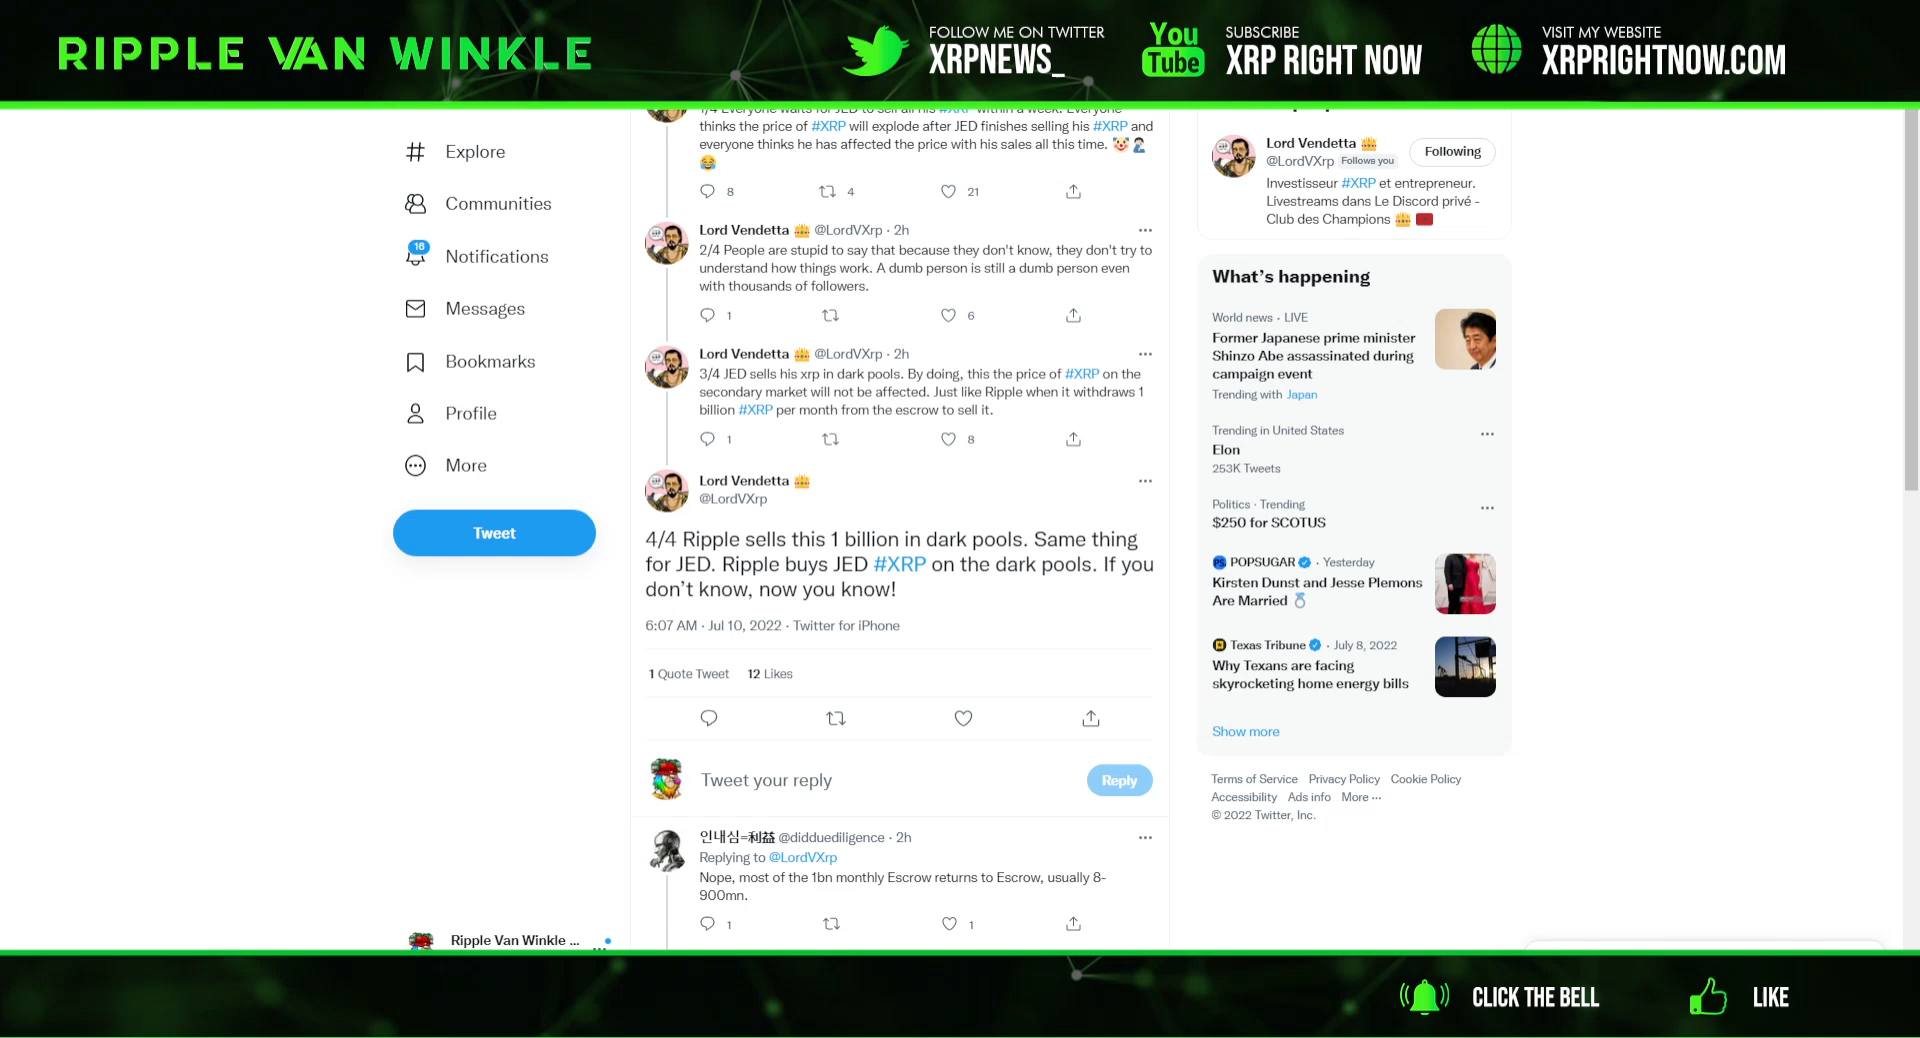 RIPPLE VAN WINKLE
FOLLOW ME ON TWITTER
XRPNEWS_
You
Tube
SUBSCRIBE
XRP RIGHT NOW
VISIT MY WEBSITE
XRPRIGHTNOW.COM
Explore
Communities
16
Notifications
Messages
Bookmarks
Profile
More
Tweet
Ripple Van Winkle ...
1/4 Everyone waits for JED to sell all his #XRP within a week. Everyone
thinks the price of #XRP will explode after JED finishes selling his #XRP and
everyone thinks he has affected the price with his sales all this time. 🤡🤦🏻‍♂️
😂
8 4 21
Lord Vendetta 👑 @LordVXrp · 2h
2/4 People are stupid to say that because they don't know, they don't try to
understand how things work. A dumb person is still a dumb person even
with thousands of followers.
1 6
Lord Vendetta 👑 @LordVXrp · 2h
3/4 JED sells his xrp in dark pools. By doing, this the price of #XRP on the
secondary market will not be affected. Just like Ripple when it withdraws 1
billion #XRP per month from the escrow to sell it.
1 8
Lord Vendetta 👑
@LordVXrp
4/4 Ripple sells this 1 billion in dark pools. Same thing
for JED. Ripple buys JED #XRP on the dark pools. If you
don’t know, now you know!
6:07 AM · Jul 10, 2022 · Twitter for iPhone
1 Quote Tweet 12 Likes
Tweet your reply
Reply
인내심=利益 @didduediligence · 2h
Replying to @LordVXrp
Nope, most of the 1bn monthly Escrow returns to Escrow, usually 8-
900mn.
1 1
Lord Vendetta 👑
@LordVXrp Follows you
Following
Investisseur #XRP et entrepreneur.
Livestreams dans Le Discord privé -
Club des Champions 👑 🇲🇦
What’s happening
World news · LIVE
Former Japanese prime minister
Shinzo Abe assassinated during
campaign event
Trending with Japan
Trending in United States
Elon
253K Tweets
Politics · Trending
$250 for SCOTUS
POPSUGAR · Yesterday
Kirsten Dunst and Jesse Plemons
Are Married 💍
Texas Tribune · July 8, 2022
Why Texans are facing
skyrocketing home energy bills
Show more
Terms of Service Privacy Policy Cookie Policy
Accessibility Ads info More ···
© 2022 Twitter, Inc.
CLICK THE BELL
LIKE